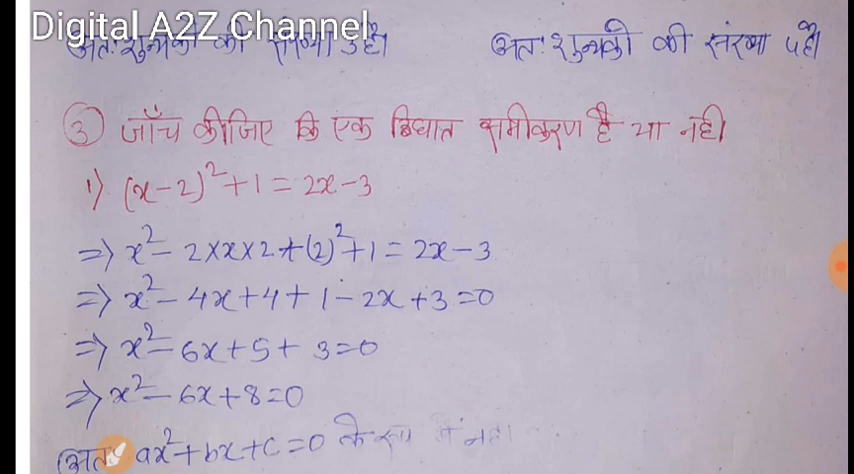 Digital A2Z Channel
अतः शुन्यकों की संख्या 3 है।
अतः शुन्यकों की संख्या 5 है।
③ जाँच कीजिए कि एक द्विघात समीकरण है या नहीं
1) (x-2)²+1=2x-3
⇒ x²-2×x×2+(2)²+1=2x-3
⇒ x²-4x+4+1-2x+3=0
⇒ x²-6x+5+3=0
⇒ x²-6x+8=0
अतः ax²+bx+c=0 के रूप